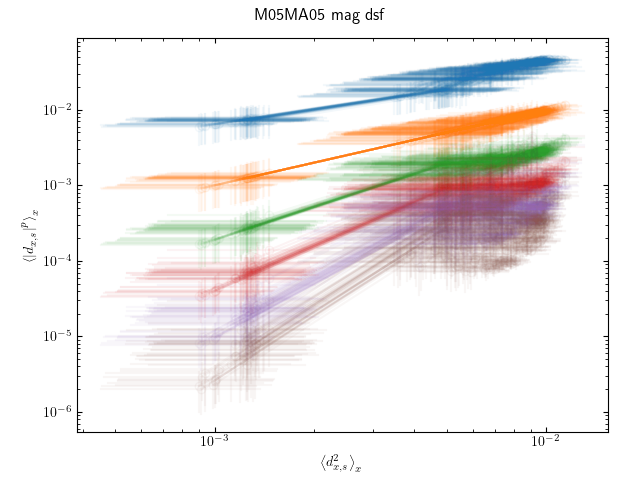 M05MA05 mag dsf
10⁻²
10⁻³
10⁻⁴
10⁻⁵
10⁻⁶
⟨|d_{x,s}|^p⟩_x
10⁻³ 10⁻²
⟨d²_{x,s}⟩_x